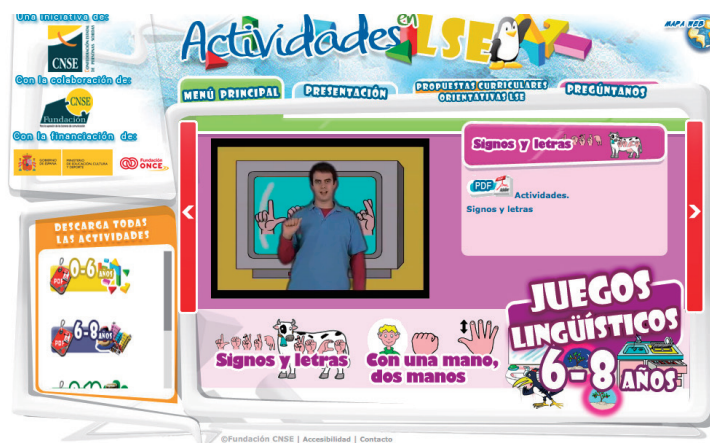 Una iniciativa de:
CNSE
Con la colaboración de:
CNSE
Fundación
Con la financiación de:
GOBIERNO DE ESPAÑA
MINISTERIO DE EDUCACIÓN, CULTURA Y DEPORTE
Fundación ONCE
Actividades en LSE
MAPA WEB
MENÚ PRINCIPAL
PRESENTACIÓN
PROPUESTAS CURRICULARES
ORIENTATIVAS LSE
PREGÚNTANOS
DESCARGA TODAS
LAS ACTIVIDADES
PDF
0-6 AÑOS
PDF
6-8 AÑOS
Signos y letras
PDF
Actividades.
Signos y letras
Signos y letras
Con una mano,
dos manos
JUEGOS
LINGÜÍSTICOS
6-8 AÑOS
©Fundación CNSE | Accesibilidad | Contacto